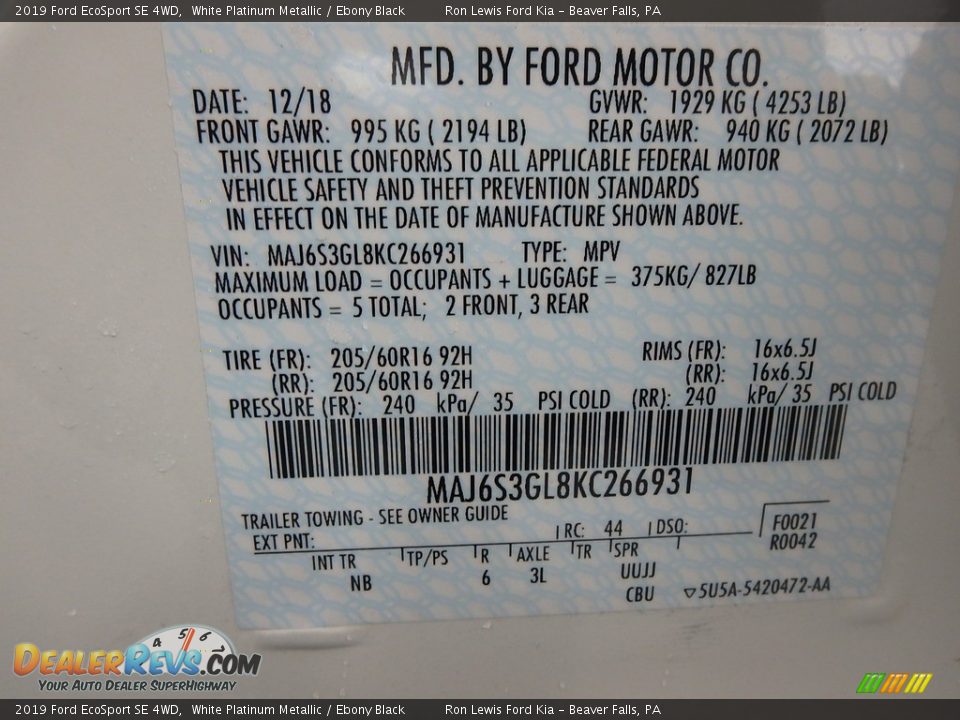 2019 Ford EcoSport SE 4WD, White Platinum Metallic / Ebony Black Ron Lewis Ford Kia – Beaver Falls, PA
MFD. BY FORD MOTOR CO.
DATE: 12/18 GVWR: 1929 KG ( 4253 LB)
FRONT GAWR: 995 KG ( 2194 LB) REAR GAWR: 940 KG ( 2072 LB)
THIS VEHICLE CONFORMS TO ALL APPLICABLE FEDERAL MOTOR
VEHICLE SAFETY AND THEFT PREVENTION STANDARDS
IN EFFECT ON THE DATE OF MANUFACTURE SHOWN ABOVE.
VIN: MAJ6S3GL8KC266931 TYPE: MPV
MAXIMUM LOAD = OCCUPANTS + LUGGAGE = 375KG/ 827LB
OCCUPANTS = 5 TOTAL; 2 FRONT, 3 REAR
TIRE (FR): 205/60R16 92H RIMS (FR): 16x6.5J
(RR): 205/60R16 92H (RR): 16x6.5J
PRESSURE (FR): 240 kPa/ 35 PSI COLD (RR): 240 kPa/ 35 PSI COLD
MAJ6S3GL8KC266931
TRAILER TOWING - SEE OWNER GUIDE
EXT PNT: RC: 44 DSO: F0021
R0042
INT TR TP/PS R AXLE TR SPR
NB 6 3L UUJJ
CBU 5U5A-5420472-AA
4 5 6
DEALERREVS.COM
YOUR AUTO DEALER SUPERHIGHWAY
2019 Ford EcoSport SE 4WD, White Platinum Metallic / Ebony Black Ron Lewis Ford Kia – Beaver Falls, PA